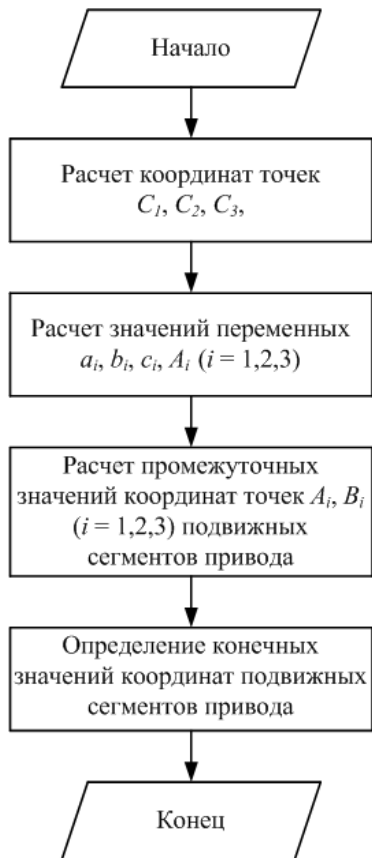 Начало
Расчет координат точек
C₁, C₂, C₃,
Расчет значений переменных
aᵢ, bᵢ, cᵢ, Aᵢ (i = 1,2,3)
Расчет промежуточных
значений координат точек Aᵢ, Bᵢ
(i = 1,2,3) подвижных
сегментов привода
Определение конечных
значений координат подвижных
сегментов привода
Конец